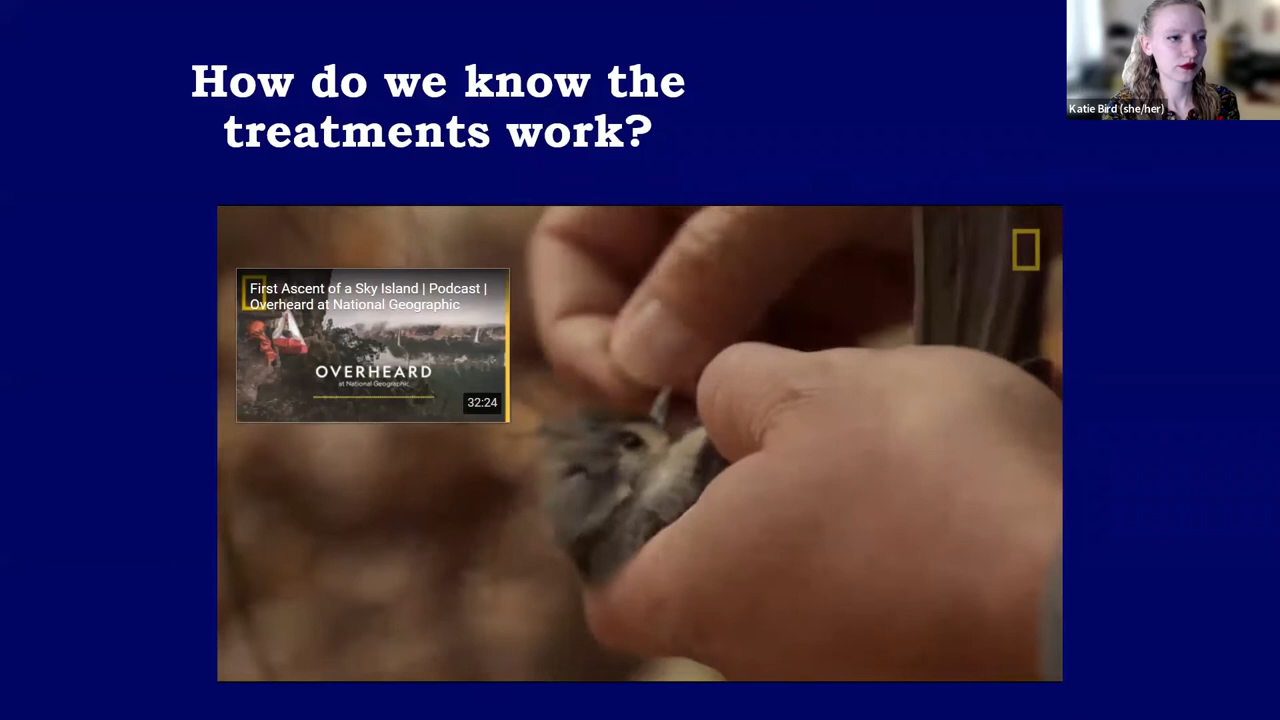 How do we know the
treatments work?
Katie Bird (she/her)
First Ascent of a Sky Island | Podcast |
Overheard at National Geographic
OVERHEARD
at National Geographic
32:24